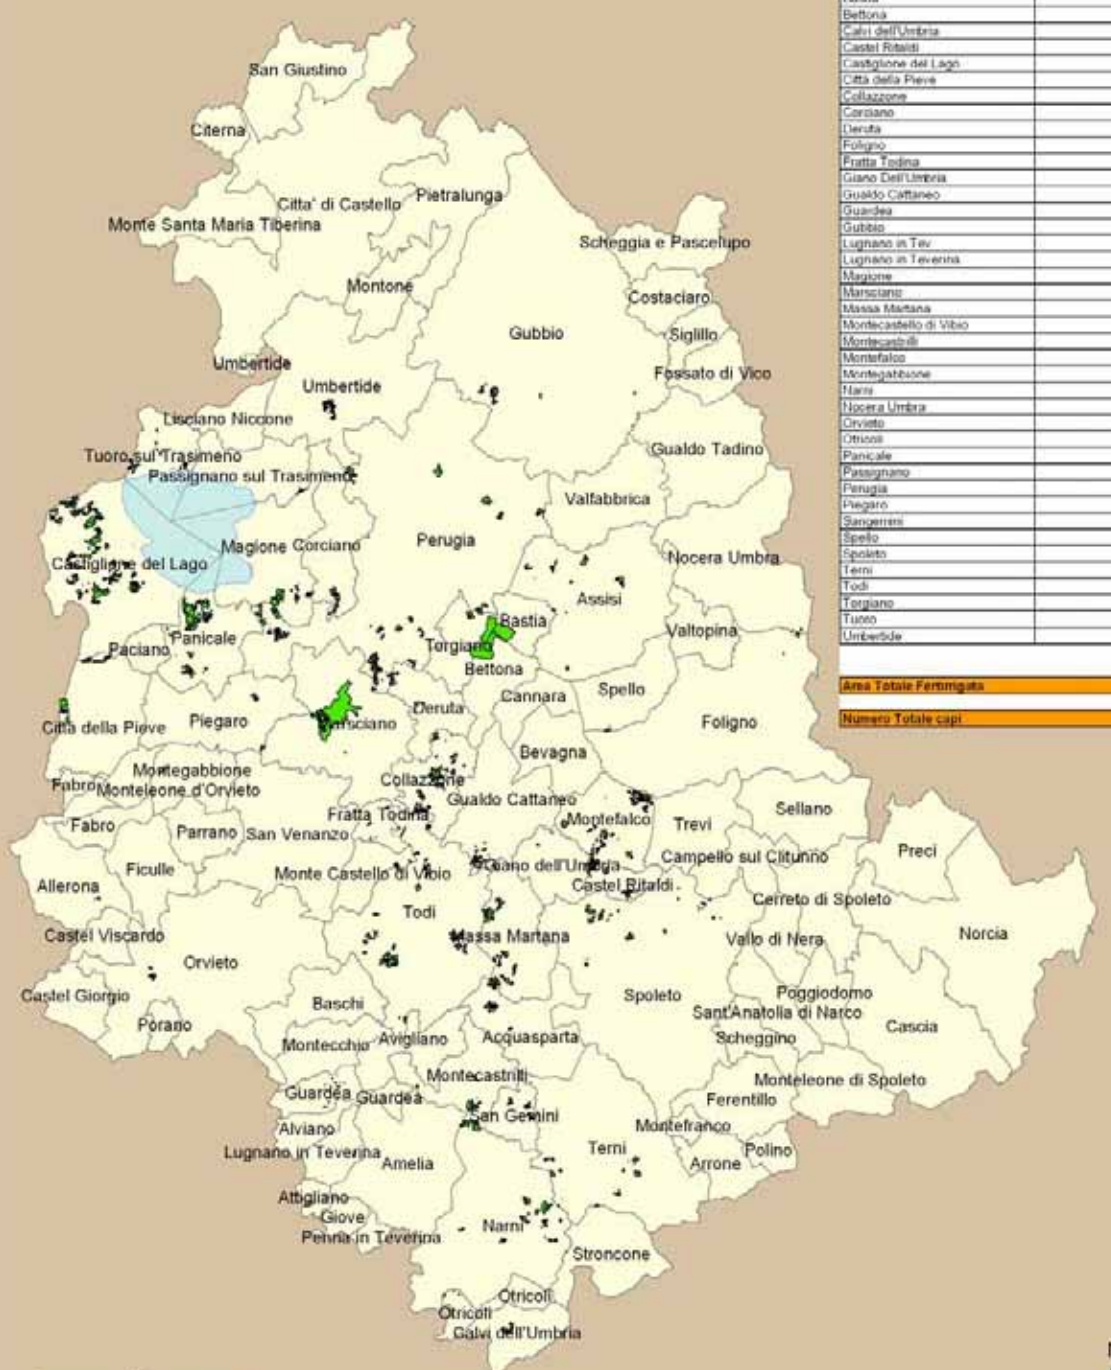 San Giustino
Citerna
Citta' di Castello
Pietralunga
Monte Santa Maria Tiberina
Scheggia e Pascelupo
Montone
Costaciaro
Gubbio
Siglillo
Umbertide
Umbertide
Fossato di Vico
Lisciano Niccone
Tuoro sul Trasimeno
Gualdo Tadino
Passignano sul Trasimeno
Valfabbrica
Perugia
Magione
Corciano
Nocera Umbra
Castiglione del Lago
Assisi
Bastia
Valtopina
Panicale
Paciano
Torgiano
Bettona
Spello
Cannara
Deruta
Piegaro
Città della Pieve
Marsciano
Foligno
Bevagna
Montegabbione
Fabro
Monteleone d'Orvieto
Collazzone
Gualdo Cattaneo
Sellano
Fratta Todina
Montefalco
Trevi
Fabro
Parrano
San Venanzo
Preci
Campello sul Clitunno
Giano dell'Umbria
Ficulle
Monte Castello di Vibio
Castel Ritaldi
Allerona
Cerreto di Spoleto
Todi
Norcia
Castel Viscardo
Massa Martana
Vallo di Nera
Orvieto
Castel Giorgio
Spoleto
Poggiodomo
Baschi
Sant'Anatolia di Narco
Porano
Cascia
Montecchio
Avigliano
Acquasparta
Scheggino
Montecastrilli
Monteleone di Spoleto
Guardea
Guardea
Ferentillo
San Gemini
Alviano
Montefranco
Lugnano in Teverina
Terni
Polino
Amelia
Arrone
Attigliano
Giove
Narni
Penna in Teverina
Stroncone
Otricoli
Otricoli
Calvi dell'Umbria
Bettona
Calvi dell'Umbria
Castel Ritaldi
Castiglione del Lago
Città della Pieve
Collazzone
Corciano
Deruta
Foligno
Fratta Todina
Giano Dell'Umbria
Gualdo Cattaneo
Guardea
Gubbio
Lugnano in Tev
Lugnano in Teverina
Magione
Marsciano
Massa Martana
Montecastello di Vibio
Montecastrilli
Montefalco
Montegabbione
Narni
Nocera Umbra
Orvieto
Otricoli
Panicale
Passignano
Perugia
Piegaro
Sangemini
Spello
Spoleto
Terni
Todi
Torgiano
Tuoro
Umbertide
Area Totale Fertirrigata
Numero Totale capi